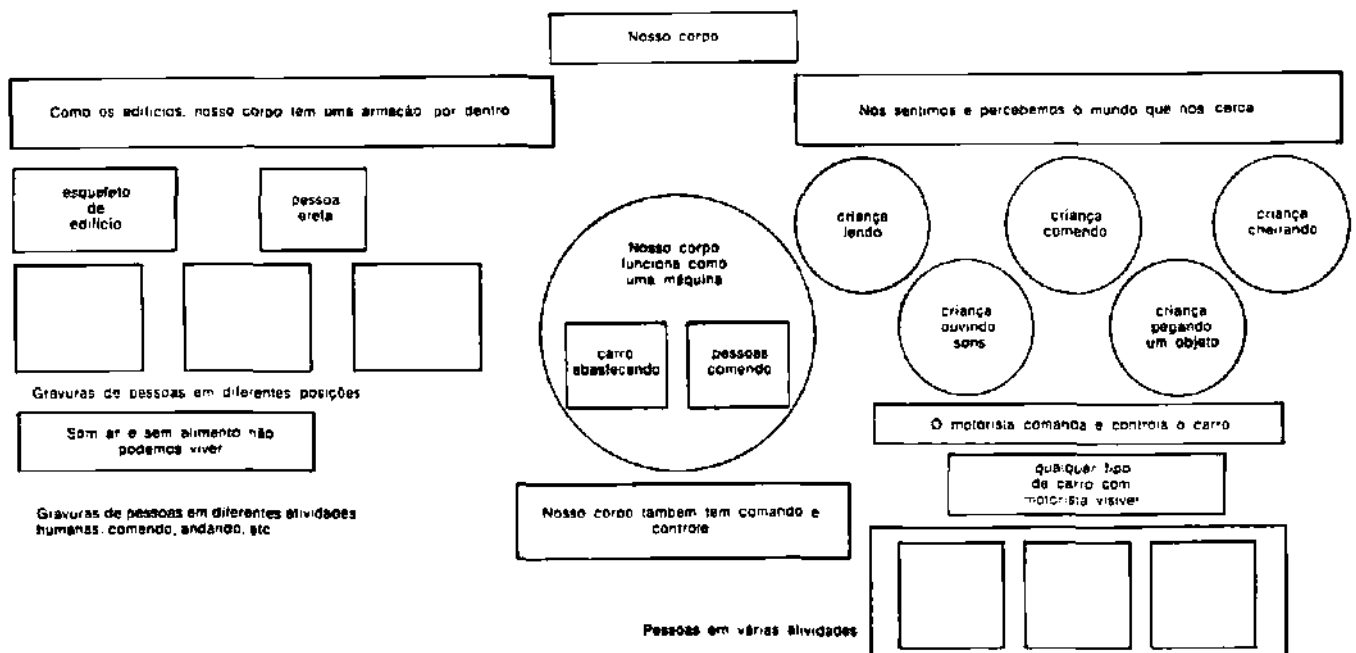 Nosso corpo
Como os edifícios, nosso corpo tem uma armação por dentro
Nós sentimos e percebemos o mundo que nos cerca
esqueleto
de
edifício
pessoa
ereta
Gravuras de pessoas em diferentes posições
Sem ar e sem alimento não
podemos viver
Gravuras de pessoas em diferentes atividades
humanas. comendo, andando, etc
Nosso corpo
funciona como
uma máquina
carro
abastecendo
pessoas
comendo
Nosso corpo também tem comando e
controle
criança
lendo
criança
comendo
criança
cheirando
criança
ouvindo
sons
criança
pegando
um objeto
O motorista comanda e controla o carro
qualquer tipo
de carro com
motorista visível
Pessoas em várias atividades